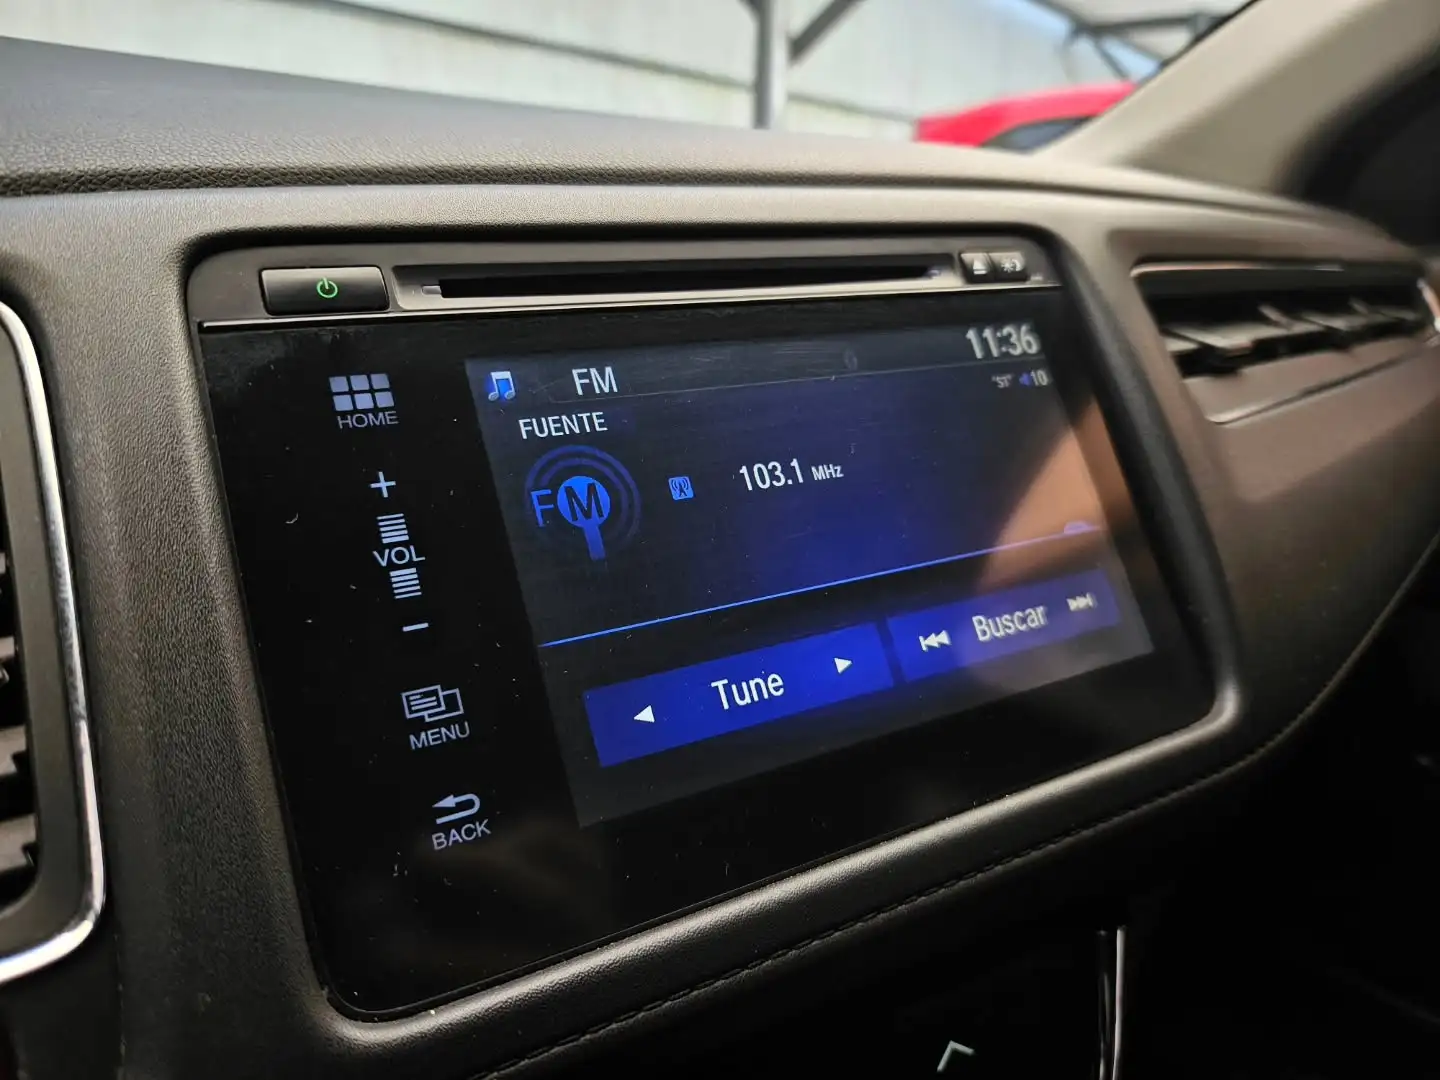 11:36
FM
"ST" 10
HOME
FUENTE
FM
103.1 MHz
VOL
Tune
Buscar
MENU
BACK